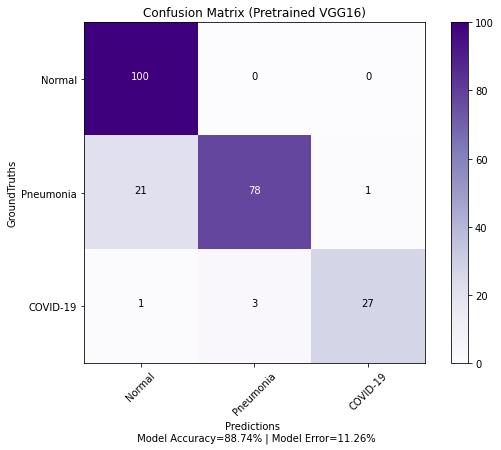 Confusion Matrix (Pretrained VGG16)
GroundTruths
Normal
100 0 0
Pneumonia
21 78 1
COVID-19
1 3 27
Normal Pneumonia COVID-19
Predictions
Model Accuracy=88.74% | Model Error=11.26%
100
80
60
40
20
0